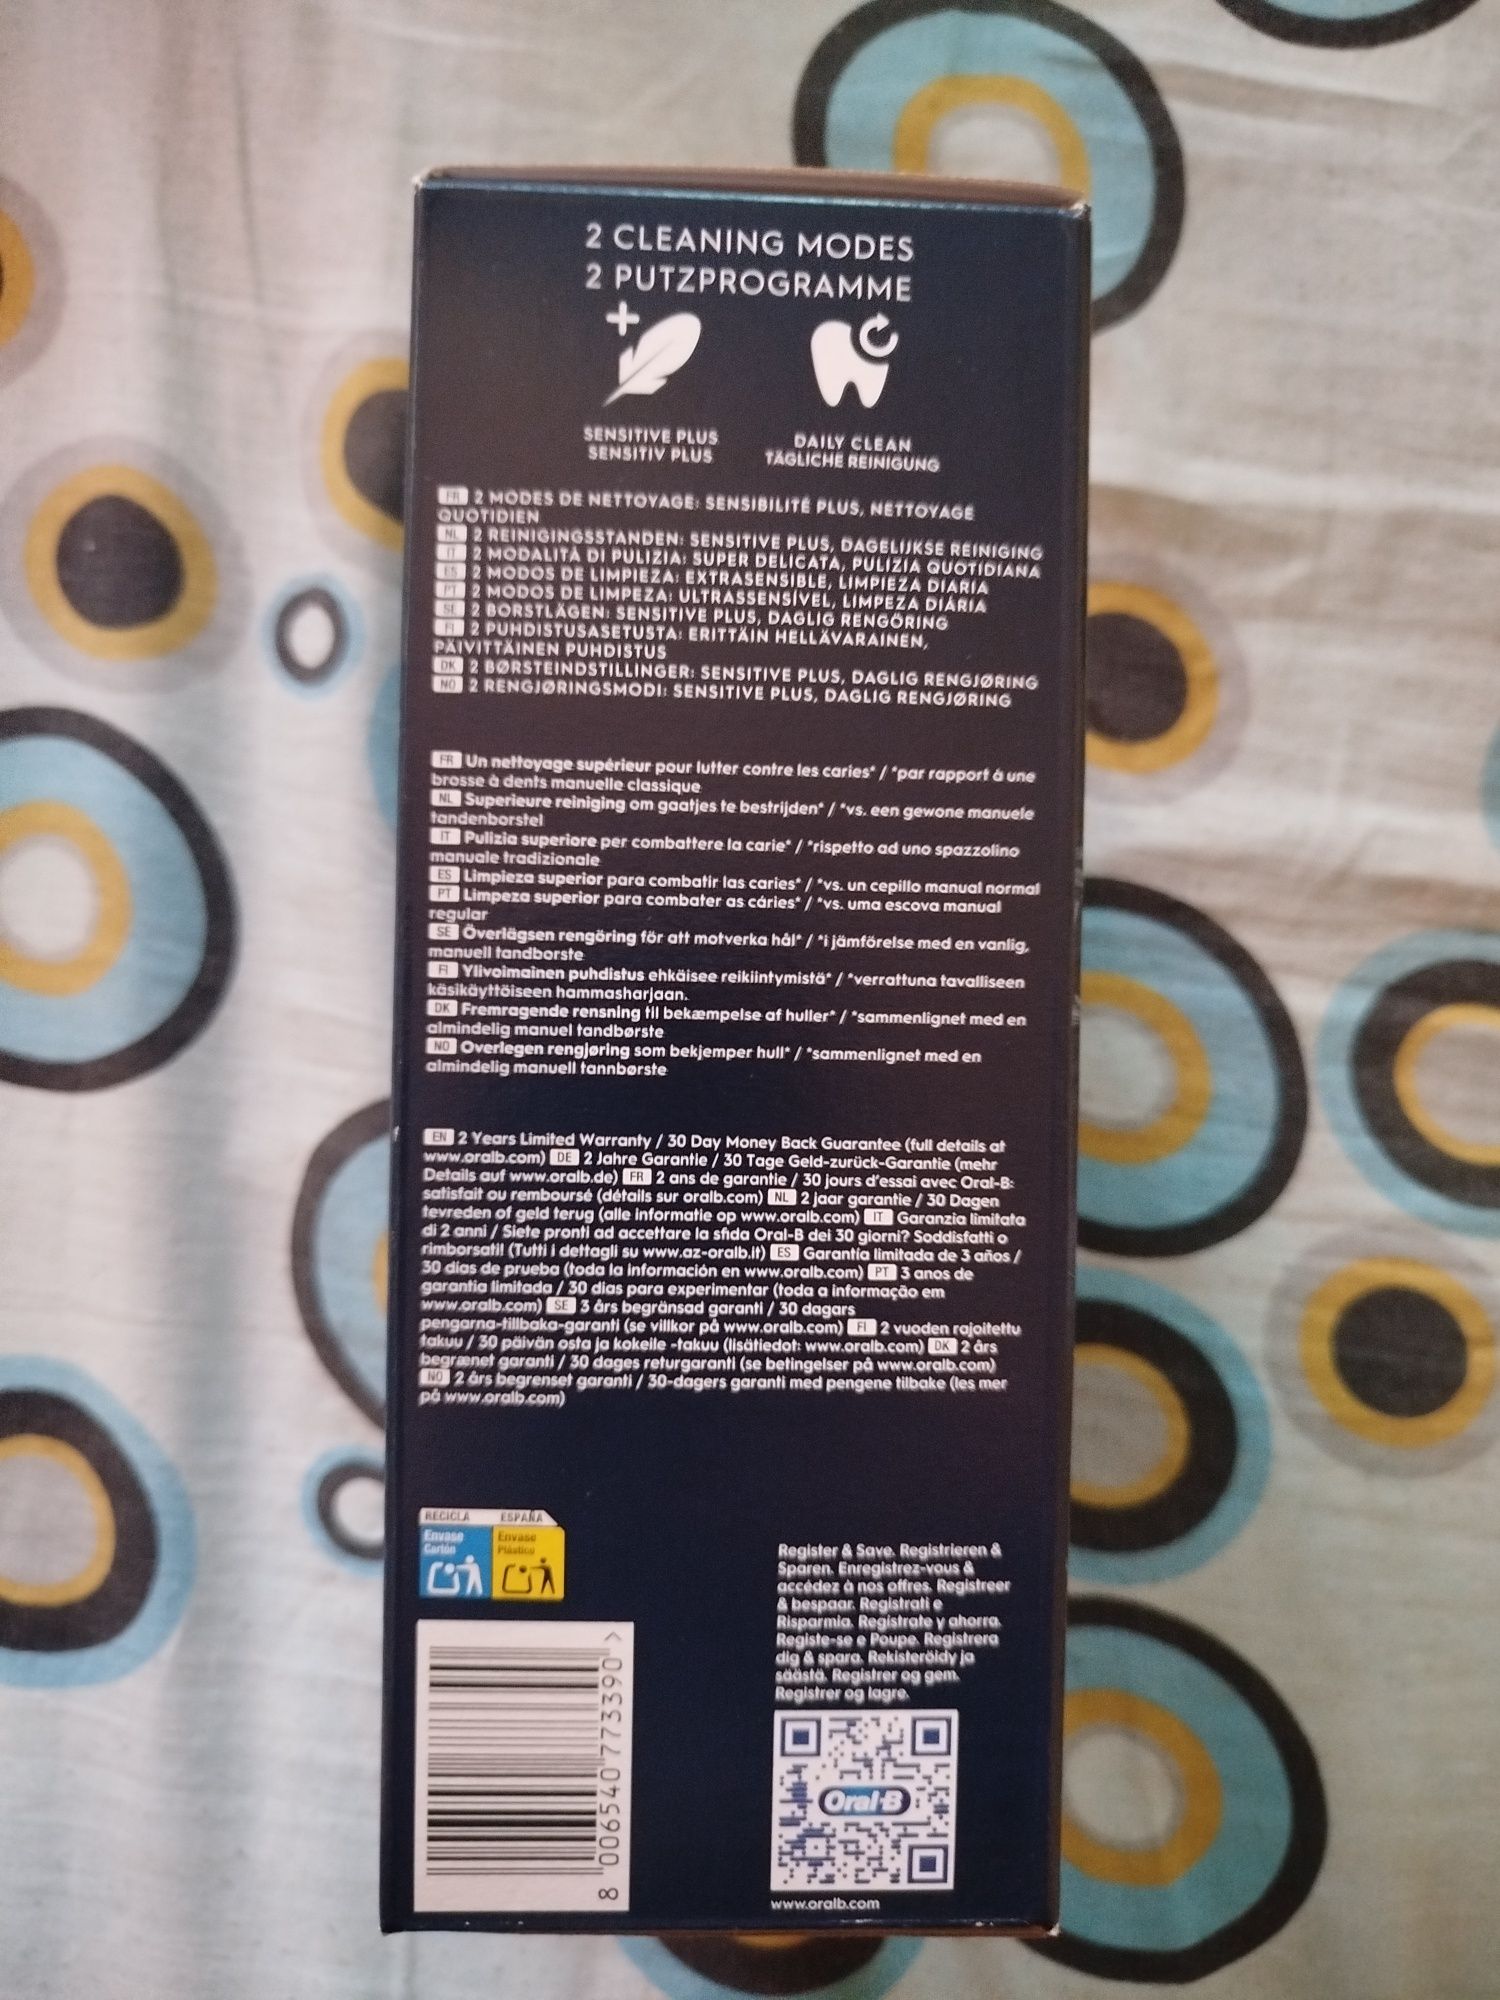 2 CLEANING MODES
2 PUTZPROGRAMME
SENSITIVE PLUS
SENSITIV PLUS
DAILY CLEAN
TÄGLICHE REINIGUNG
FR 2 MODES DE NETTOYAGE: SENSIBILITÉ PLUS, NETTOYAGE
QUOTIDIEN
NL 2 REINIGINGSSTANDEN: SENSITIVE PLUS, DAGELIJKSE REINIGING
IT 2 MODALITÀ DI PULIZIA: SUPER DELICATA, PULIZIA QUOTIDIANA
ES 2 MODOS DE LIMPIEZA: EXTRASENSIBLE, LIMPIEZA DIARIA
PT 2 MODOS DE LIMPEZA: ULTRASSENSÍVEL, LIMPEZA DIÁRIA
SE 2 BORSTLÄGEN: SENSITIVE PLUS, DAGLIG RENGÖRING
FI 2 PUHDISTUSASETUSTA: ERITTÄIN HELLÄVARAINEN,
PÄIVITTÄINEN PUHDISTUS
DK 2 BØRSTEINDSTILLINGER: SENSITIVE PLUS, DAGLIG RENGJØRING
NO 2 RENGJØRINGSMODI: SENSITIVE PLUS, DAGLIG RENGJØRING
FR Un nettoyage supérieur pour lutter contre les caries* / *par rapport à une
brosse à dents manuelle classique
NL Superieure reiniging om gaatjes te bestrijden* / *vs. een gewone manuele
tandenborstel
IT Pulizia superiore per combattere la carie* / *rispetto ad uno spazzolino
manuale tradizionale
ES Limpieza superior para combatir las caries* / *vs. un cepillo manual normal
PT Limpeza superior para combater as cáries* / *vs. uma escova manual
regular
SE Överlägsen rengöring för att motverka hål* / *i jämförelse med en vanlig,
manuell tandborste
FI Ylivoimainen puhdistus ehkäisee reikiintymistä* / *verrattuna tavalliseen
käsikäyttöiseen hammasharjaan.
DK Fremragende rensning til bekæmpelse af huller* / *sammenlignet med en
almindelig manuel tandbørste
NO Overlegen rengjøring som bekjemper hull* / *sammenlignet med en
almindelig manuell tannbørste
EN 2 Years Limited Warranty / 30 Day Money Back Guarantee (full details at
www.oralb.com) DE 2 Jahre Garantie / 30 Tage Geld-zurück-Garantie (mehr
Details auf www.oralb.de) FR 2 ans de garantie / 30 jours d'essai avec Oral-B:
satisfait ou remboursé (détails sur oralb.com) NL 2 jaar garantie / 30 Dagen
tevreden of geld terug (alle informatie op www.oralb.com) IT Garanzia limitata
di 2 anni / Siete pronti ad accettare la sfida Oral-B dei 30 giorni? Soddisfatti o
rimborsati! (Tutti i dettagli su www.az-oralb.it) ES Garantía limitada de 3 años /
30 días de prueba (toda la información en www.oralb.com) PT 3 anos de
garantia limitada / 30 dias para experimentar (toda a informação em
www.oralb.com) SE 3 års begränsad garanti / 30 dagars
pengarna-tillbaka-garanti (se villkor på www.oralb.com) FI 2 vuoden rajoitettu
takuu / 30 päivän osta ja kokeile -takuu (lisätiedot: www.oralb.com) DK 2 års
begrænet garanti / 30 dages returgaranti (se betingelser på www.oralb.com)
NO 2 års begrenset garanti / 30-dagers garanti med pengene tilbake (les mer
på www.oralb.com)
RECICLA ESPAÑA
Envase
Cartón
Envase
Plástico
Register & Save. Registrieren &
Sparen. Enregistrez-vous &
accédez à nos offres. Registreer
& bespaar. Registrati e
Risparmia. Regístrate y ahorra.
Registe-se e Poupe. Registrera
dig & spara. Rekisteröidy ja
säästä. Registrer og gem.
Registrer og lagre.
8 006540 773390 >
Oral-B
www.oralb.com